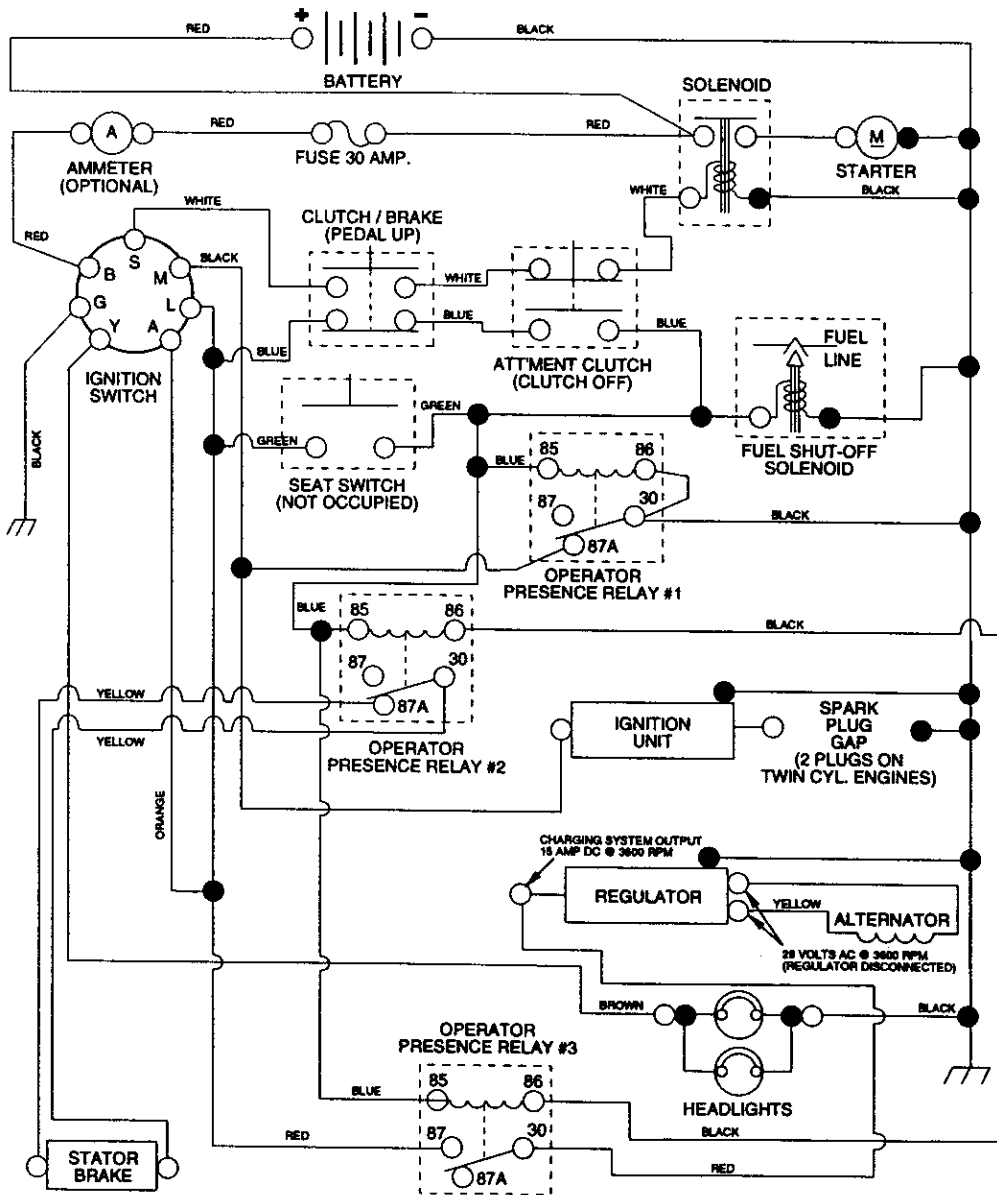 +
-
RED
BLACK
BATTERY
SOLENOID
A
RED
RED
M
AMMETER
(OPTIONAL)
FUSE 30 AMP.
STARTER
WHITE
BLACK
WHITE
CLUTCH / BRAKE
(PEDAL UP)
RED
S
BLACK
B
M
WHITE
G
L
Y
A
BLUE
BLUE
BLUE
FUEL
LINE
IGNITION
SWITCH
ATT'MENT CLUTCH
(CLUTCH OFF)
BLACK
GREEN
GREEN
FUEL SHUT-OFF
SOLENOID
SEAT SWITCH
(NOT OCCUPIED)
BLUE
85
86
87
30
BLACK
87A
OPERATOR
PRESENCE RELAY #1
BLUE
85
86
BLACK
87
30
YELLOW
87A
YELLOW
OPERATOR
PRESENCE RELAY #2
IGNITION
UNIT
SPARK
PLUG
GAP
(2 PLUGS ON
TWIN CYL. ENGINES)
ORANGE
CHARGING SYSTEM OUTPUT
15 AMP DC @ 3600 RPM
REGULATOR
YELLOW
ALTERNATOR
28 VOLTS AC @ 3600 RPM
(REGULATOR DISCONNECTED)
BROWN
BLACK
HEADLIGHTS
OPERATOR
PRESENCE RELAY #3
BLUE
85
86
BLACK
RED
87
30
RED
87A
STATOR
BRAKE